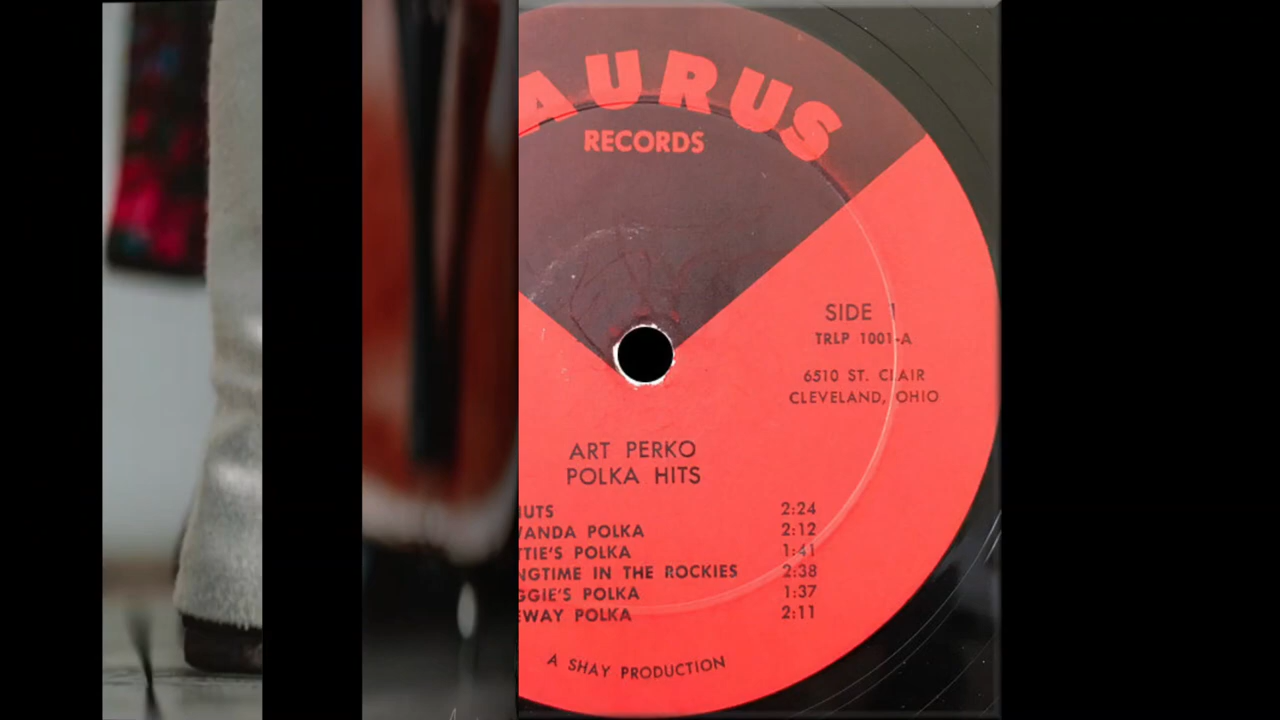 AURUS
RECORDS
SIDE 1
TRLP 1001-A
6510 ST. CLAIR
CLEVELAND, OHIO
ART PERKO
POLKA HITS
UTS 2:24
ANDA POLKA 2:12
TIE'S POLKA 1:41
NGTIME IN THE ROCKIES 2:38
GGIE'S POLKA 1:37
EWAY POLKA 2:11
A SHAY PRODUCTION